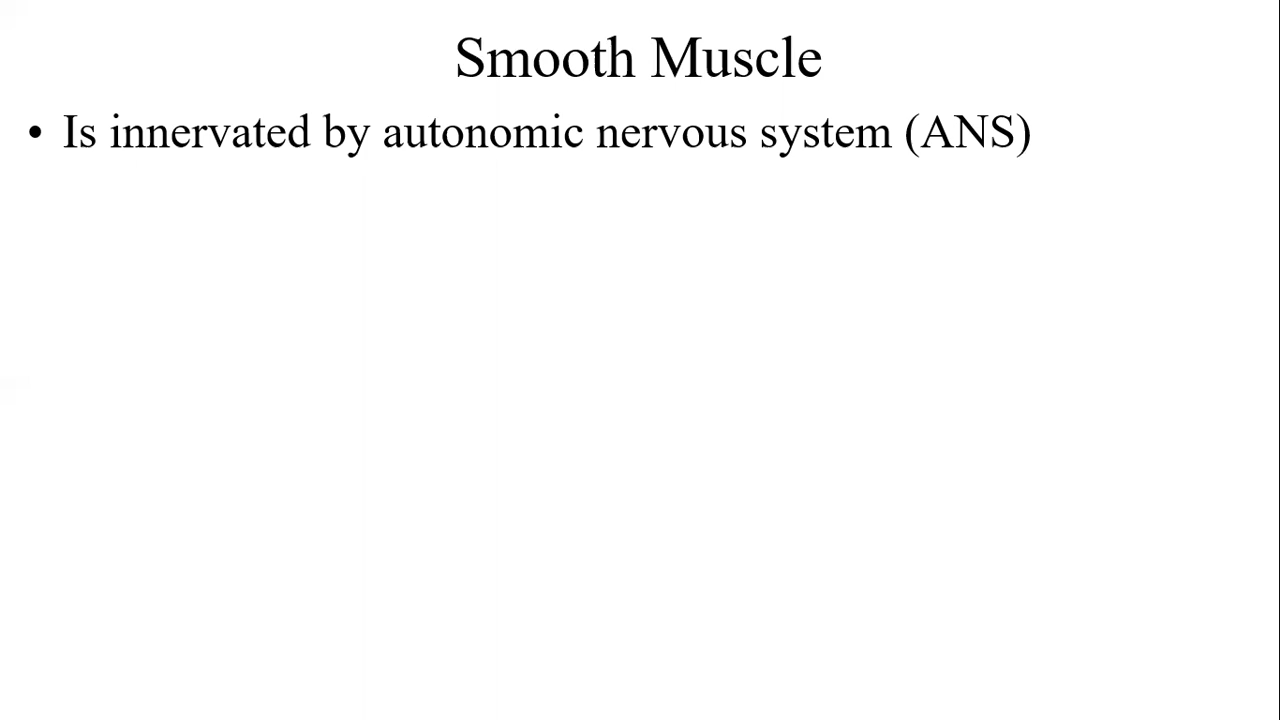 Smooth Muscle
• Is innervated by autonomic nervous system (ANS)